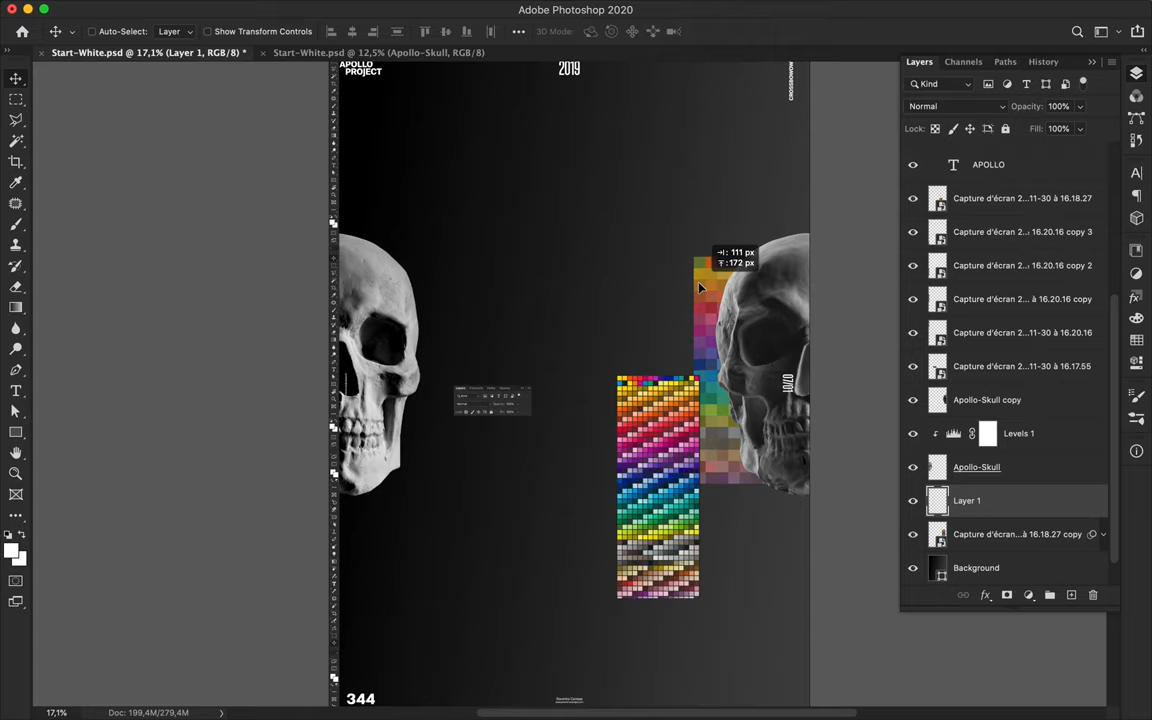 Adobe Photoshop 2020
Auto-Select: Layer Show Transform Controls ••• 3D Mode:
Start-White.psd @ 17,1% (Layer 1, RGB/8) * Start-White.psd @ 12,5% (Apollo-Skull, RGB/8)
APOLLO
PROJECT
2019
Layers Channels Paths History
Kind
Normal Opacity: 100%
Lock: Fill: 100%
T APOLLO
Capture d'écran 2...11-30 à 16.18.27
Capture d'écran 2...: 16.20.16 copy 3
Capture d'écran 2...: 16.20.16 copy 2
Capture d'écran 2... à 16.20.16 copy
Capture d'écran 2...11-30 à 16.20.16
Capture d'écran 2...11-30 à 16.17.55
Apollo-Skull copy
Levels 1
Apollo-Skull
Layer 1
Capture d'écran...à 16.18.27 copy
Background
fx
: 111 px
: 172 px
344
17,1% Doc: 199,4M/279,4M